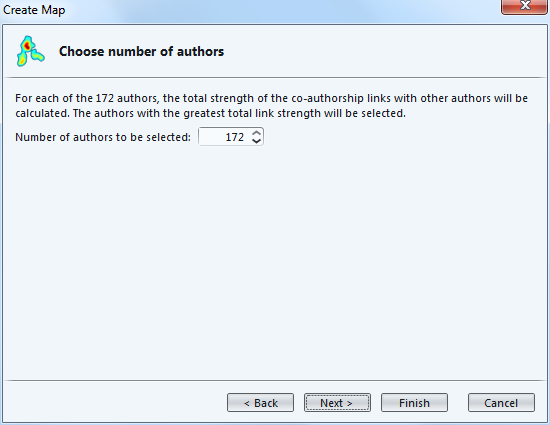 Create Map
Choose number of authors
For each of the 172 authors, the total strength of the co-authorship links with other authors will be
calculated. The authors with the greatest total link strength will be selected.
Number of authors to be selected: 172
< Back Next > Finish Cancel